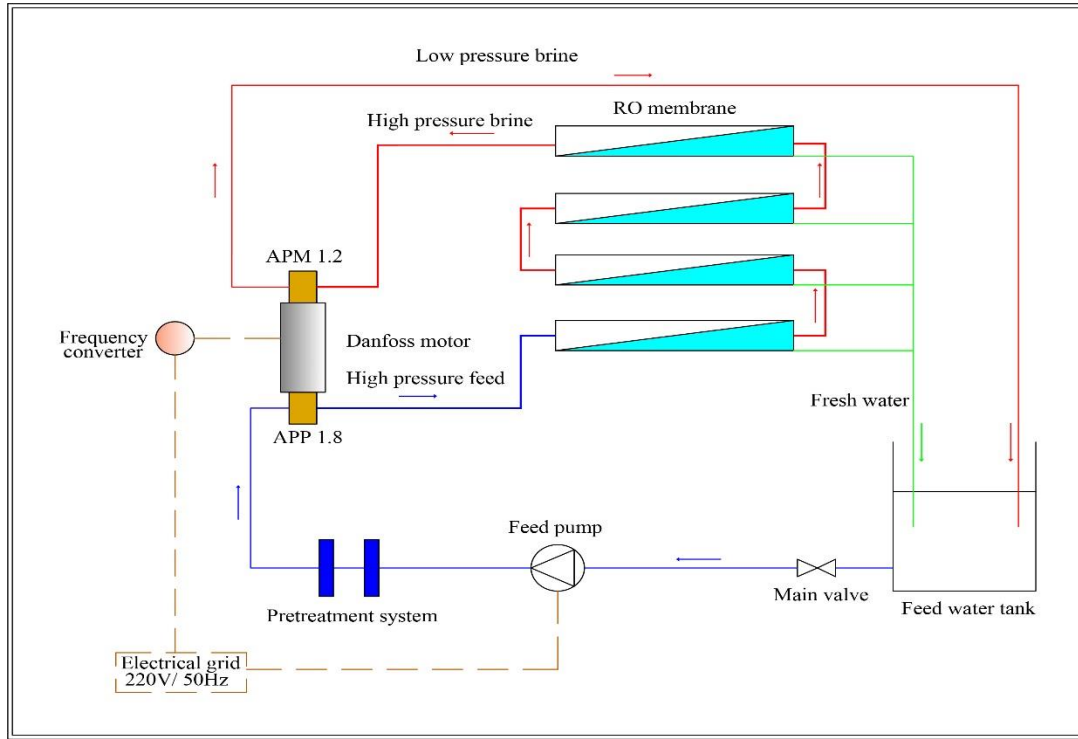 Low pressure brine
RO membrane
High pressure brine
APM 1.2
Frequency
converter
Danfoss motor
High pressure feed
APP 1.8
Fresh water
Feed pump
Main valve
Feed water tank
Pretreatment system
Electrical grid
220V/ 50Hz